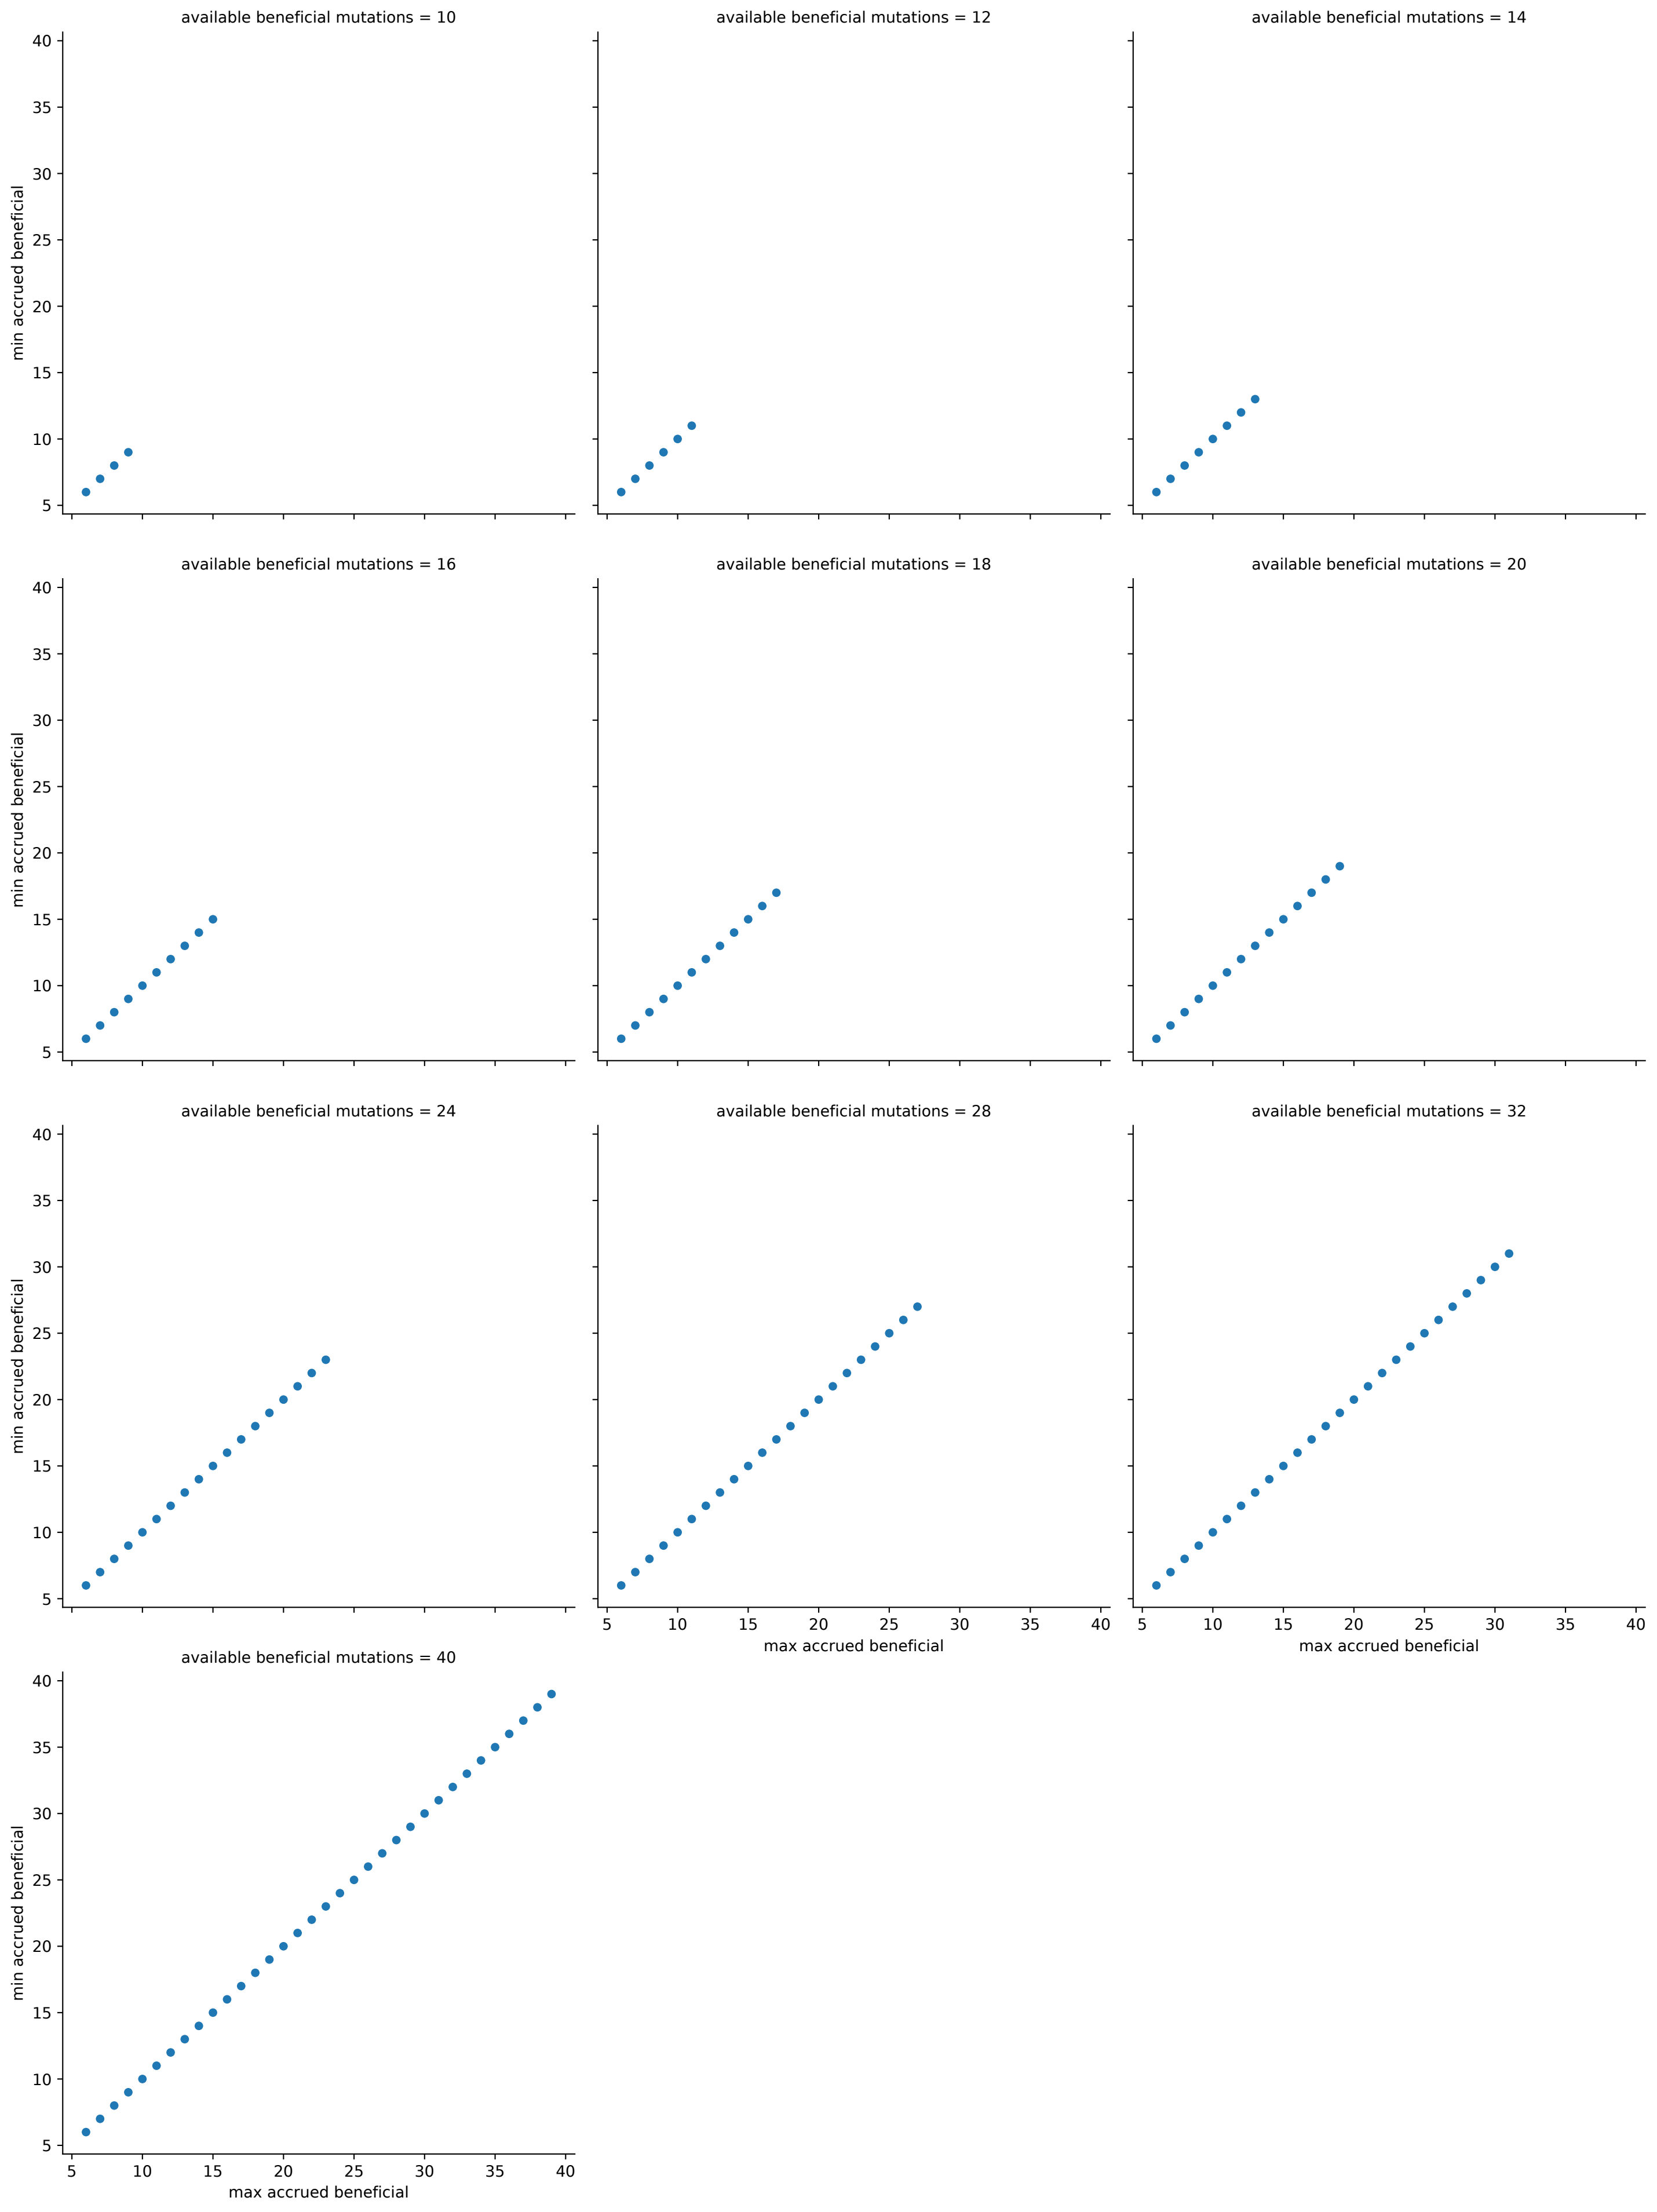 available beneficial mutations = 10
available beneficial mutations = 12
available beneficial mutations = 14
40
35
30
25
20
15
10
5
min accrued beneficial
available beneficial mutations = 16
available beneficial mutations = 18
available beneficial mutations = 20
40
35
30
25
20
15
10
5
min accrued beneficial
available beneficial mutations = 24
available beneficial mutations = 28
available beneficial mutations = 32
40
35
30
25
20
15
10
5
min accrued beneficial
5 10 15 20 25 30 35 40
max accrued beneficial
5 10 15 20 25 30 35 40
max accrued beneficial
available beneficial mutations = 40
40
35
30
25
20
15
10
5
min accrued beneficial
5 10 15 20 25 30 35 40
max accrued beneficial